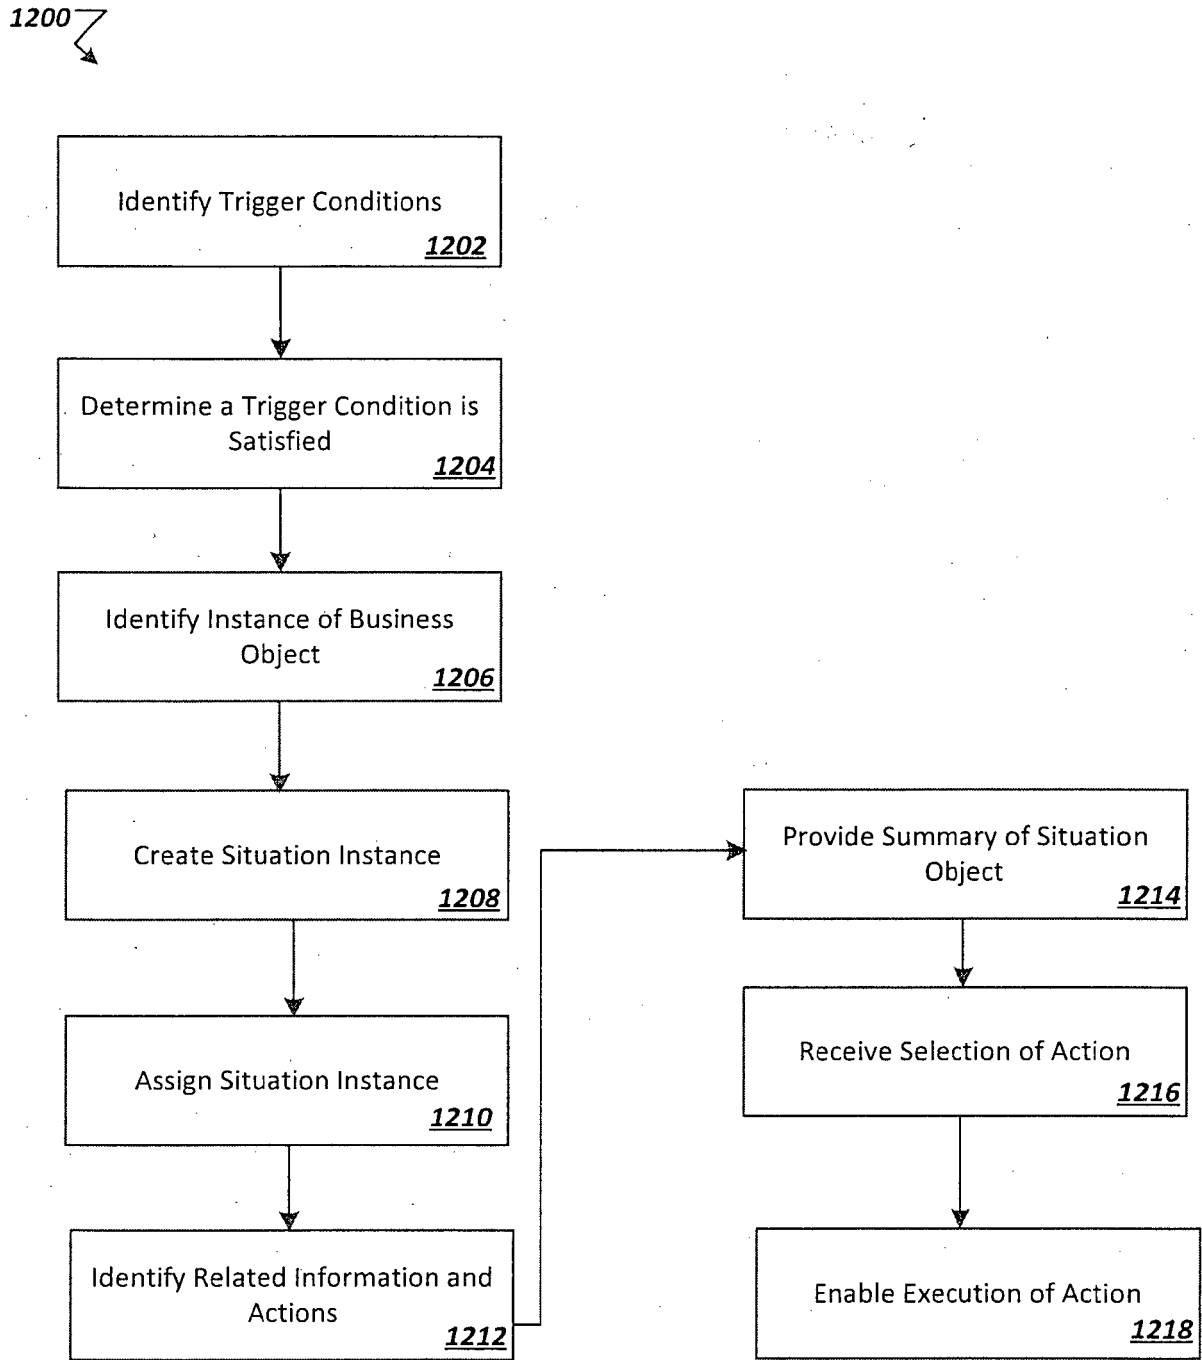 1200
Identify Trigger Conditions
1202
Determine a Trigger Condition is
Satisfied
1204
Identify Instance of Business
Object
1206
Create Situation Instance
1208
Assign Situation Instance
1210
Identify Related Information and
Actions
1212
Provide Summary of Situation
Object
1214
Receive Selection of Action
1216
Enable Execution of Action
1218